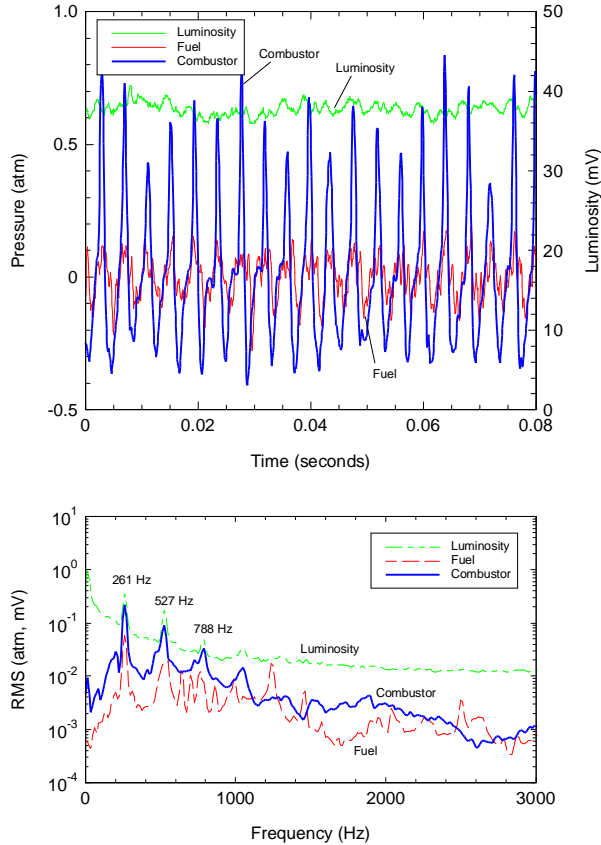 1.0
50
Luminosity
Fuel
Combustor
Combustor
Luminosity
40
0.5
30
Pressure (atm)
Luminosity (mV)
20
0
10
Fuel
-0.5
0
0
0.02
0.04
0.06
0.08
Time (seconds)
10^1
Luminosity
Fuel
Combustor
10^0
261 Hz
527 Hz
10^-1
788 Hz
Luminosity
RMS (atm, mV)
10^-2
Combustor
10^-3
Fuel
10^-4
0
1000
2000
3000
Frequency (Hz)